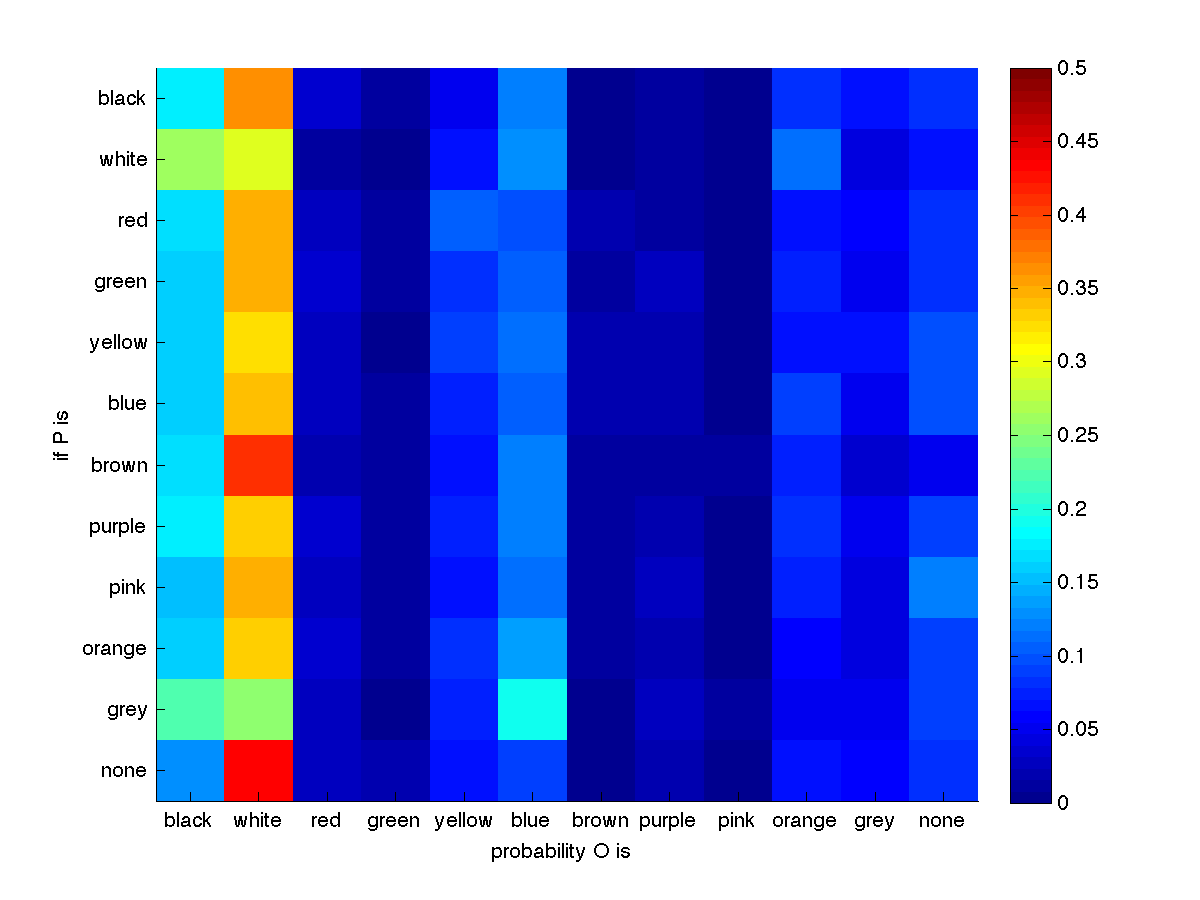 if P is
black
white
red
green
yellow
blue
brown
purple
pink
orange
grey
none
black white red green yellow blue brown purple pink orange grey none
probability O is
0.5
0.45
0.4
0.35
0.3
0.25
0.2
0.15
0.1
0.05
0